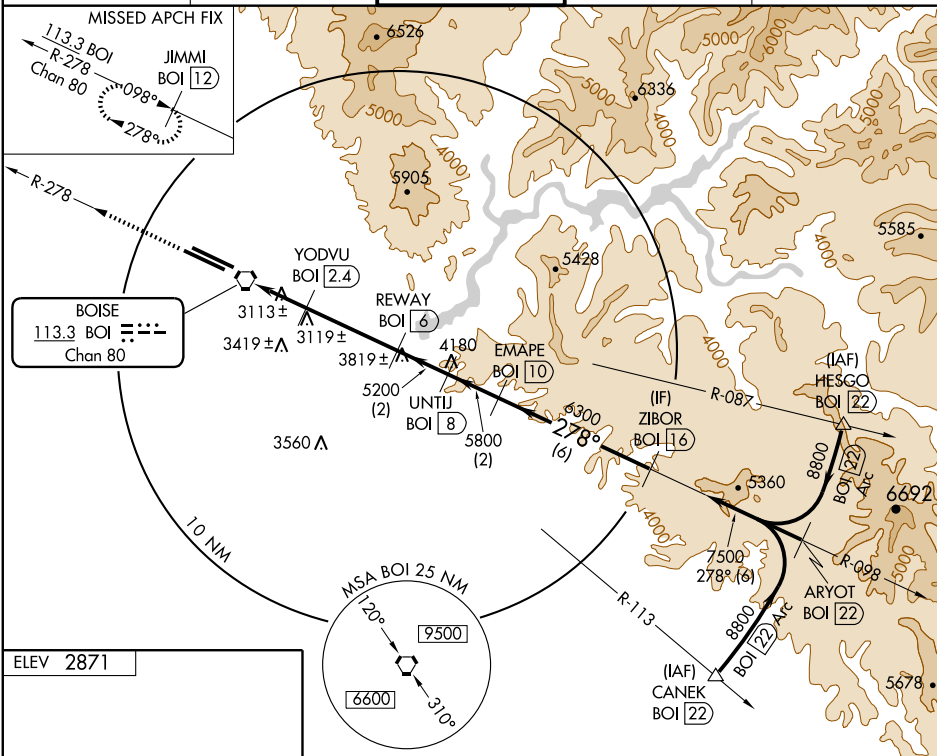 MISSED APCH FIX
113.3 BOI
R-278
Chan 80
JIMMI
BOI 12
098°
278°
6526
5000
4000
5905
5000
6000
6336
5000
4000
5000
4000
5585
4000
R-278
YODVU
BOI 2.4
BOISE
113.3 BOI
Chan 80
3113±
3419±
3119±
REWAY
BOI 6
3819±
5428
4180
5200
(2)
UNTIJ
BOI 8
EMAPE
BOI 10
5800
(2)
6300
278°
(6)
(IF)
ZIBOR
BOI 16
R-087
(IAF)
HESGO
BOI 22
8800
BOI 22 Arc
4000
3560
5360
6692
4000
7500
278° (6)
R-098
5000
ARYOT
BOI 22
10 NM
R-113
8800
BOI 22 Arc
(IAF)
CANEK
BOI 22
5678
MSA BOI 25 NM
120°
9500
6600
310°
ELEV 2871